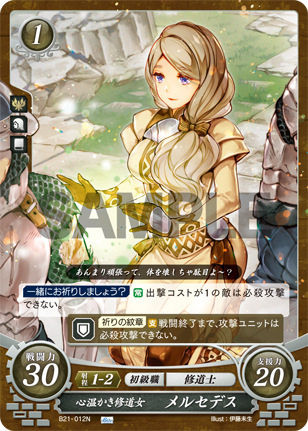 1
SAMPLE
あんまり頑張って、体を壊しちゃ駄目よ～？
一緒にお祈りしましょう？ 常 出撃コストが1の敵は必殺攻撃
できない。
祈りの紋章 支 戦闘終了まで、攻撃ユニットは
必殺攻撃できない。
戦闘力
30
射程 1-2 初級職 修道士
支援力
20
心温かき修道女 メルセデス
B21-012N
Illust:伊藤未生